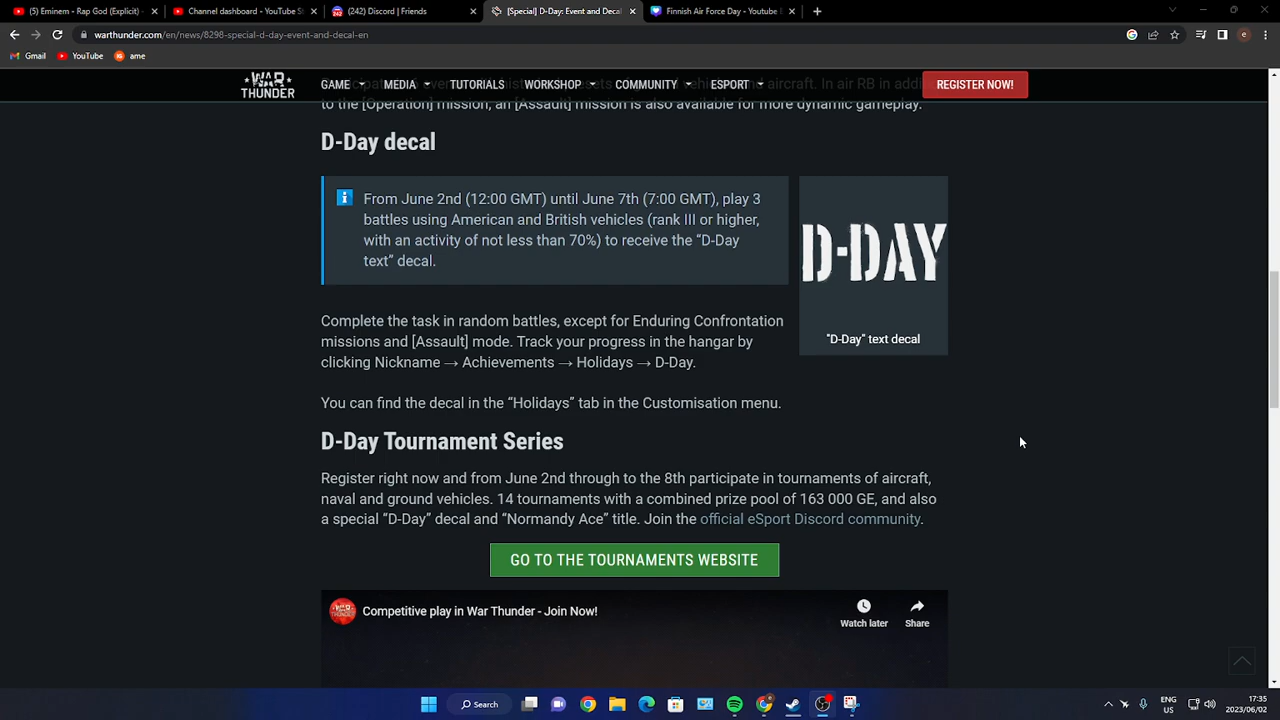 (5) Eminem - Rap God (Explicit) -
Channel dashboard - YouTube St
(242) Discord | Friends
[Special] D-Day: Event and Decal
Finnish Air Force Day - Youtube B
warthunder.com/en/news/8298-special-d-day-event-and-decal-en
Gmail
YouTube
ame
WAR THUNDER
GAME
MEDIA
TUTORIALS
WORKSHOP
COMMUNITY
ESPORT
REGISTER NOW!
to the [Operation] mission, an [Assault] mission is also available for more dynamic gameplay.
D-Day decal
From June 2nd (12:00 GMT) until June 7th (7:00 GMT), play 3
battles using American and British vehicles (rank III or higher,
with an activity of not less than 70%) to receive the “D-Day
text” decal.
D-DAY
"D-Day" text decal
Complete the task in random battles, except for Enduring Confrontation
missions and [Assault] mode. Track your progress in the hangar by
clicking Nickname → Achievements → Holidays → D-Day.
You can find the decal in the “Holidays” tab in the Customisation menu.
D-Day Tournament Series
Register right now and from June 2nd through to the 8th participate in tournaments of aircraft,
naval and ground vehicles. 14 tournaments with a combined prize pool of 163 000 GE, and also
a special “D-Day” decal and “Normandy Ace” title. Join the official eSport Discord community.
GO TO THE TOURNAMENTS WEBSITE
Competitive play in War Thunder - Join Now!
Watch later
Share
Search
ENG
US
17:35
2023/06/02